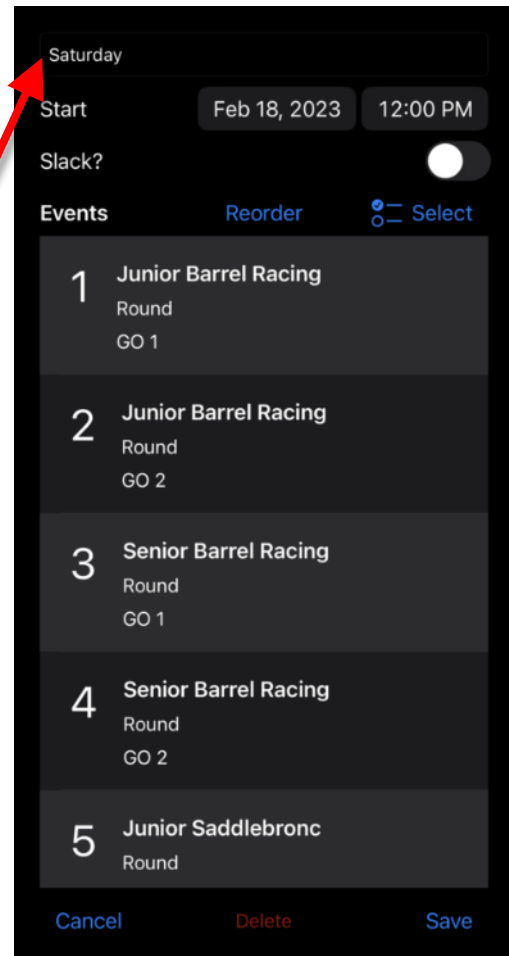 Saturday
Start Feb 18, 2023 12:00 PM
Slack?
Events Reorder Select
1 Junior Barrel Racing
Round
GO 1
2 Junior Barrel Racing
Round
GO 2
3 Senior Barrel Racing
Round
GO 1
4 Senior Barrel Racing
Round
GO 2
5 Junior Saddlebronc
Round
Cancel Delete Save